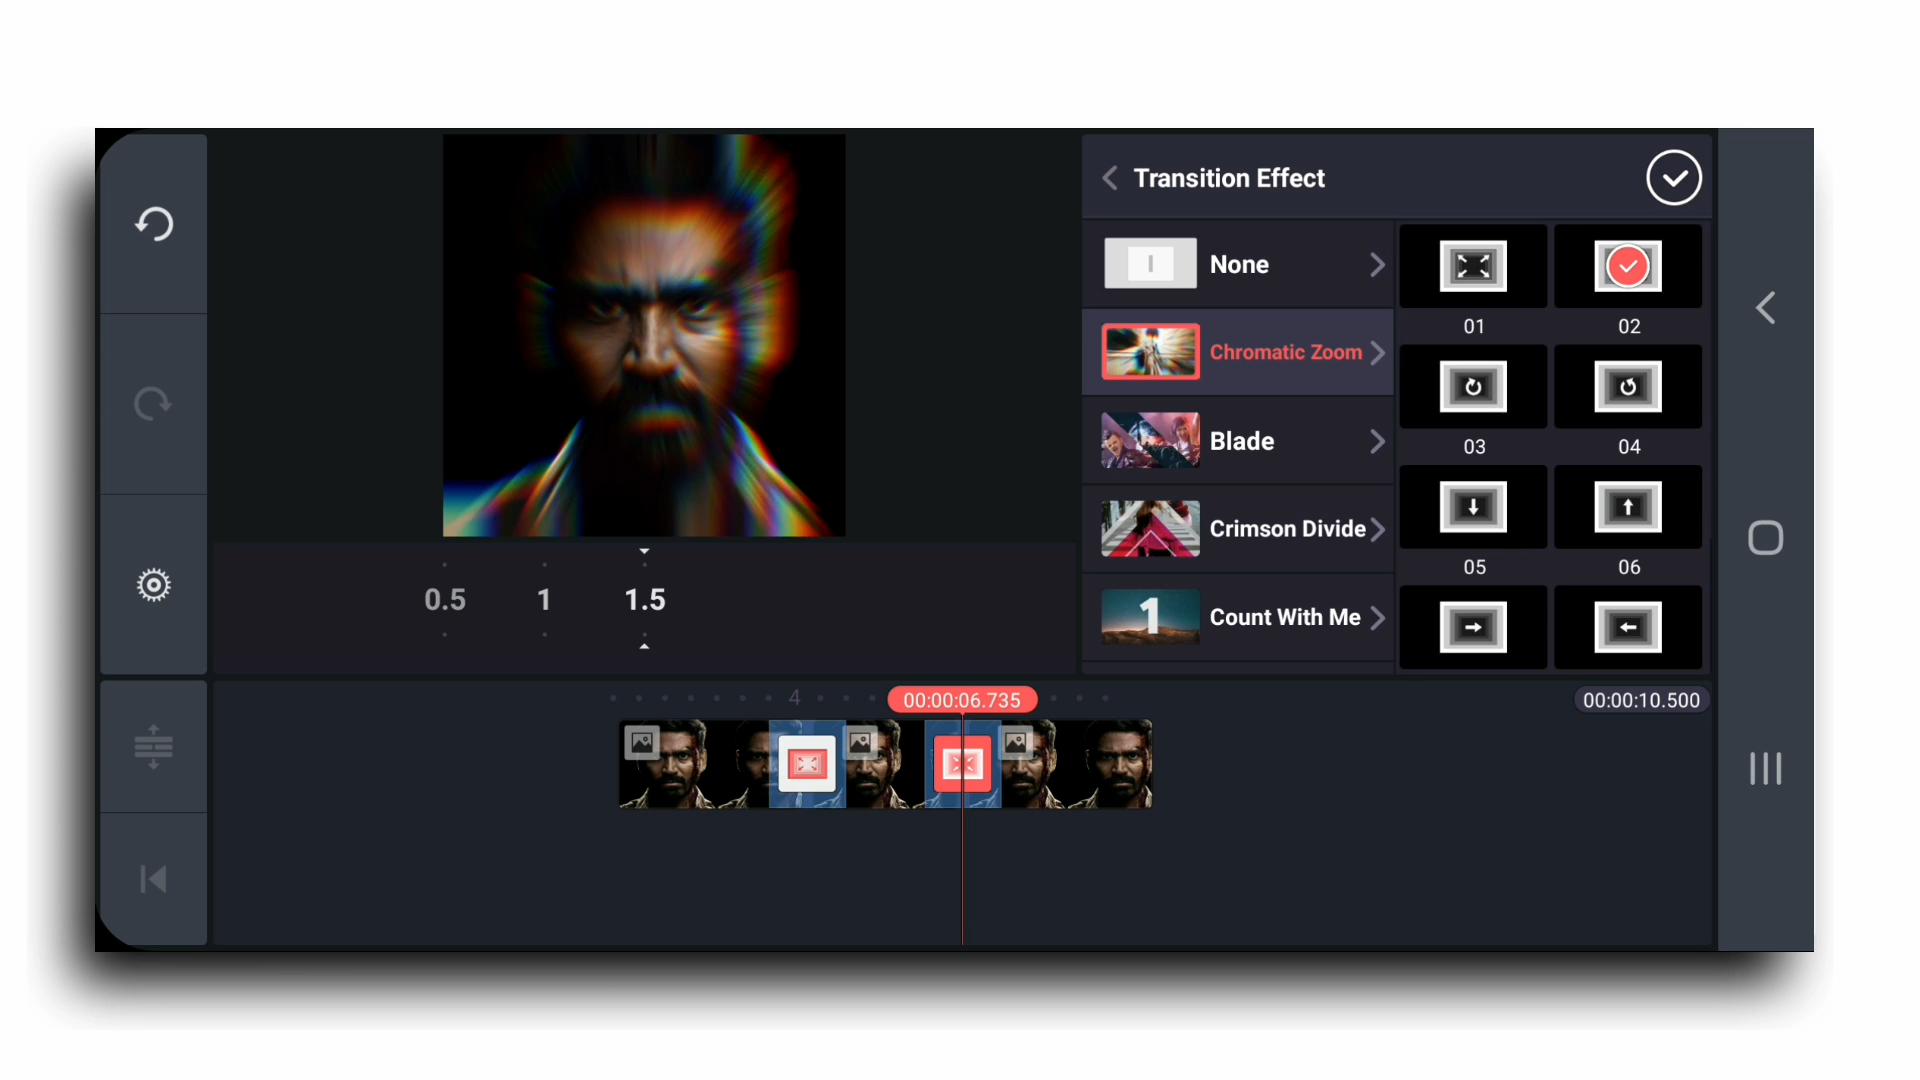 Transition Effect
None
Chromatic Zoom
Blade
Crimson Divide
1
Count With Me
01
02
03
04
05
06
0.5
1
1.5
4
00:00:06.735
00:00:10.500